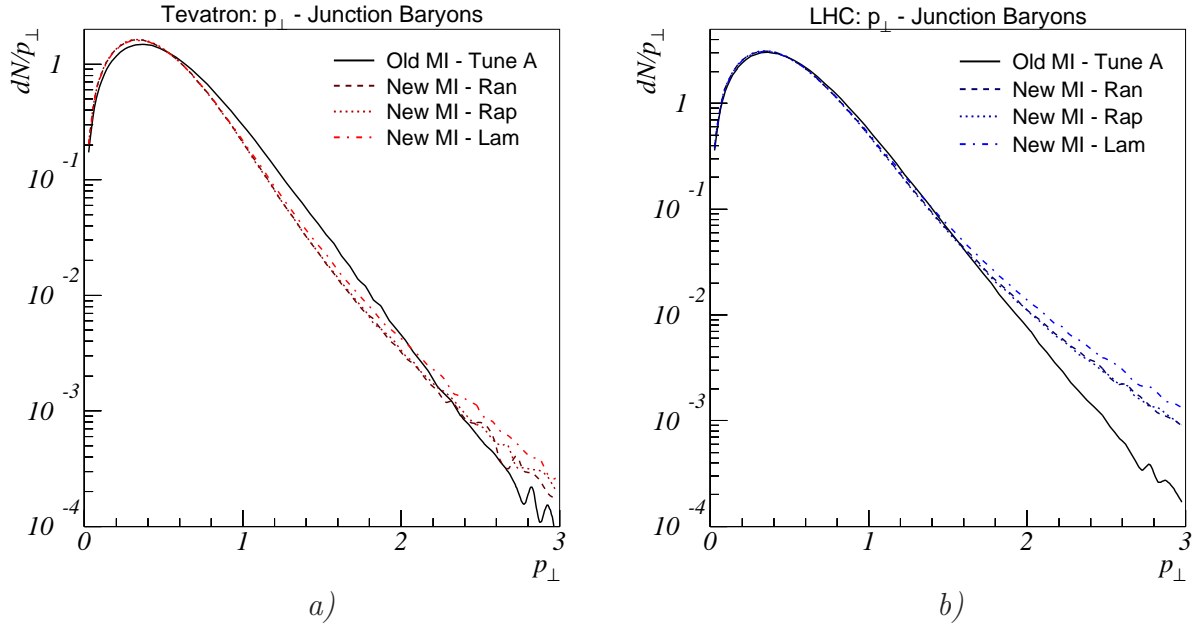 Tevatron: p⊥ - Junction Baryons
dN/p⊥
Old MI - Tune A
New MI - Ran
New MI - Rap
New MI - Lam
1
10 -1
10 -2
10 -3
10 -4
0 1 2 3
p⊥
a)
LHC: p⊥ - Junction Baryons
dN/p⊥
Old MI - Tune A
New MI - Ran
New MI - Rap
New MI - Lam
1
10 -1
10 -2
10 -3
10 -4
0 1 2 3
p⊥
b)